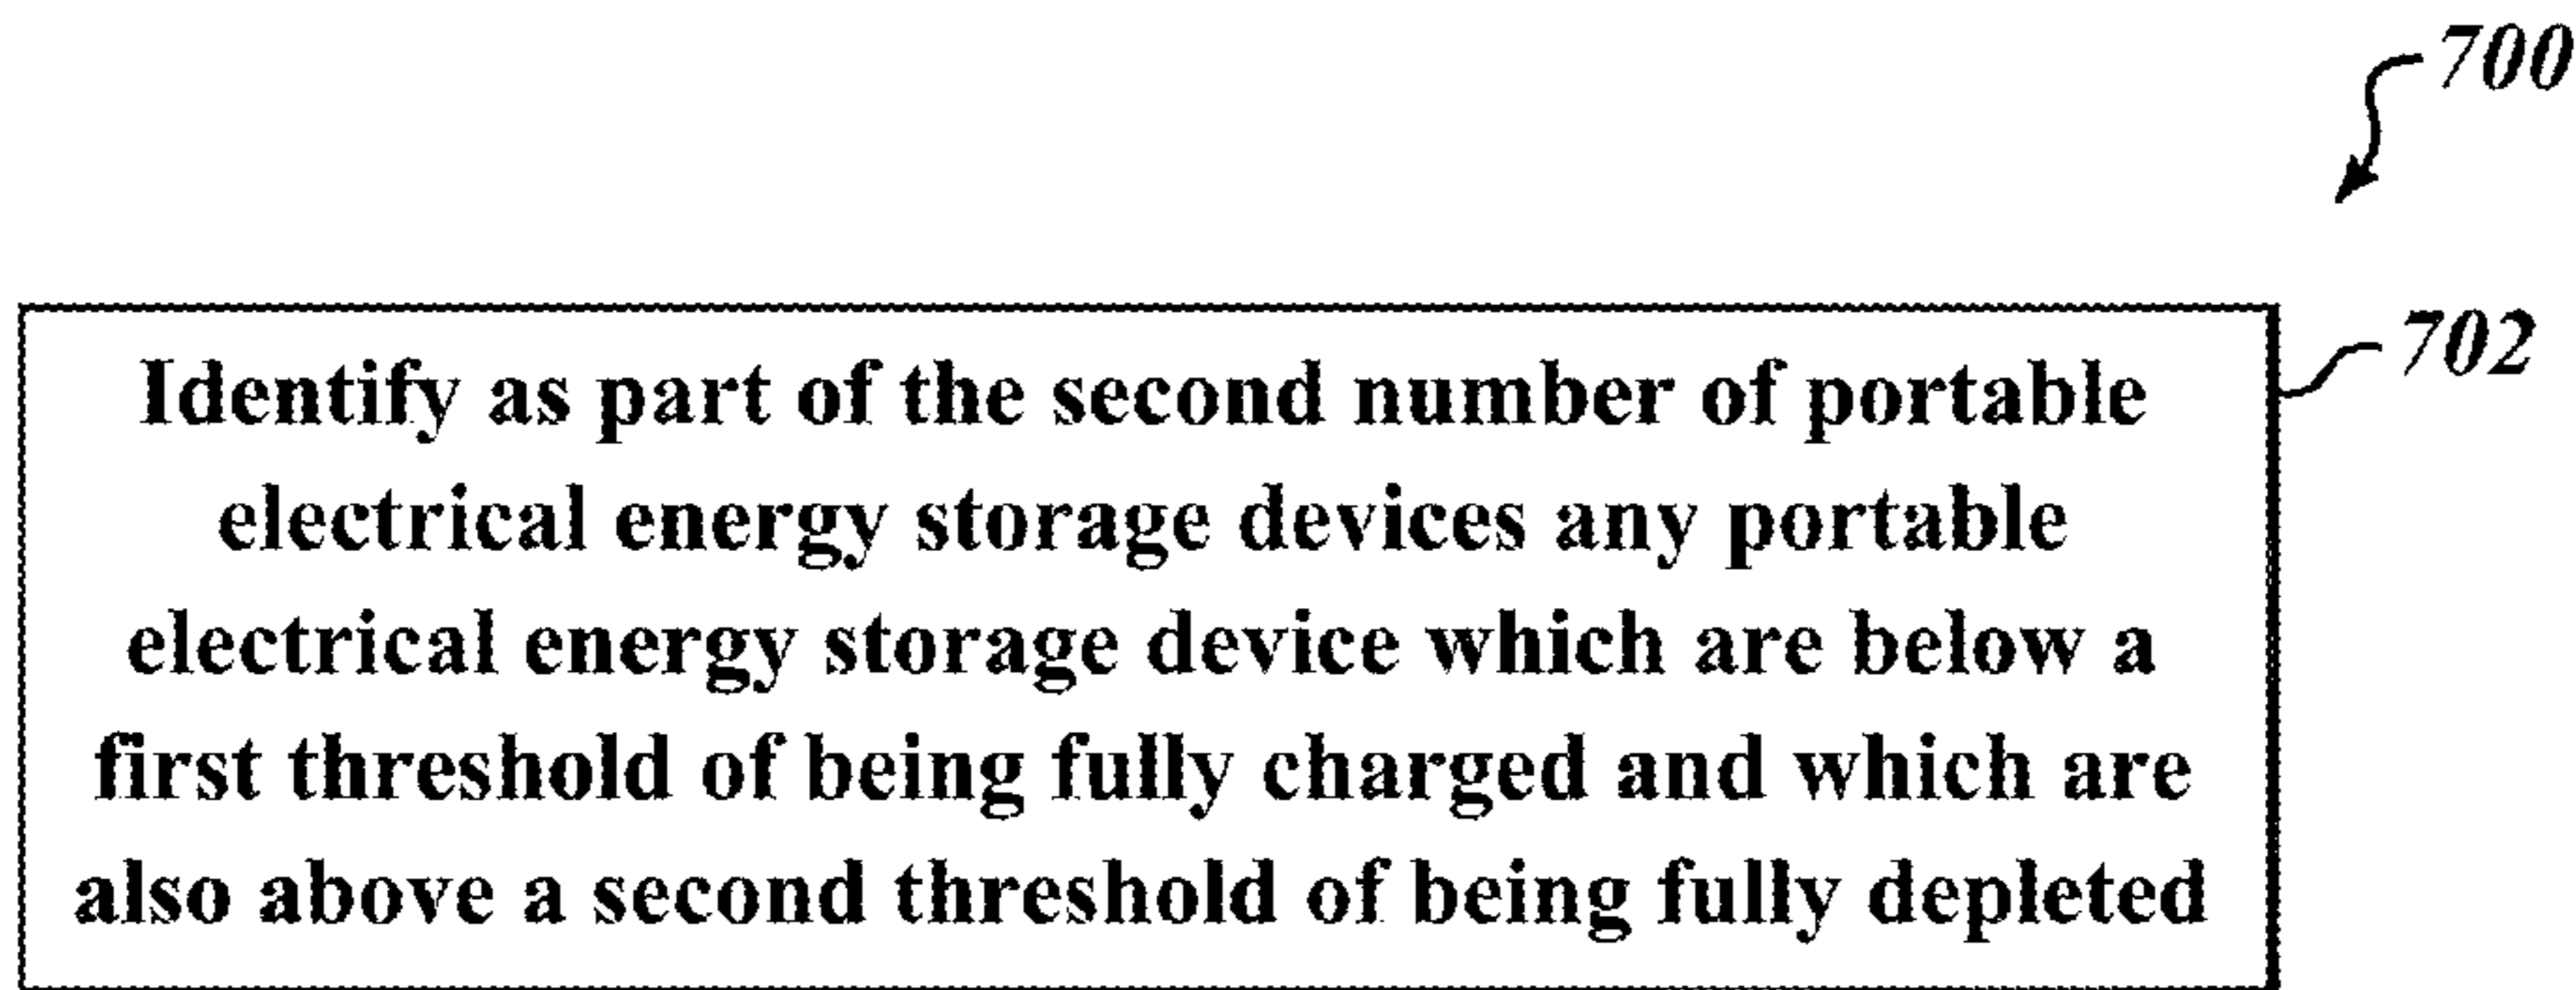 700
702
Identify as part of the second number of portable
electrical energy storage devices any portable
electrical energy storage device which are below a
first threshold of being fully charged and which are
also above a second threshold of being fully depleted